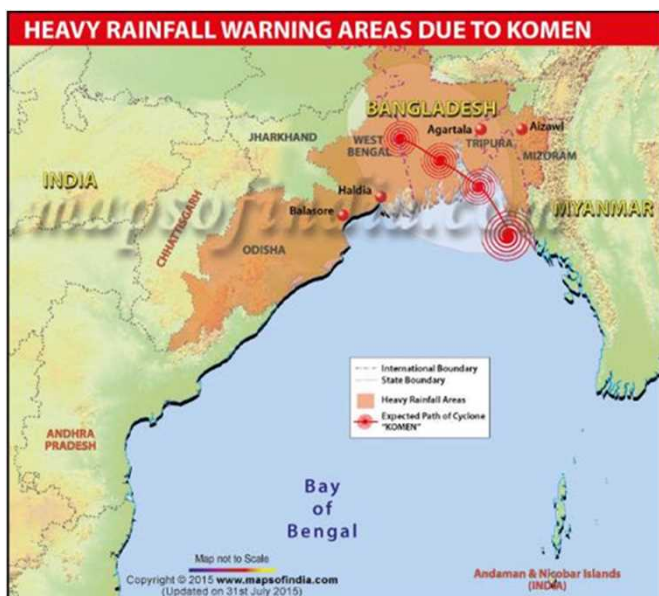 HEAVY RAINFALL WARNING AREAS DUE TO KOMEN
BANGLADESH
JHARKHAND
WEST
BENGAL
Agartala
TRIPURA
Aizawl
MIZORAM
INDIA
CHHATTISGARH
Haldia
Balasore
MYANMAR
mapsofindia.com
ODISHA
International Boundary
State Boundary
Heavy Rainfall Areas
Expected Path of Cyclone
"KOMEN"
ANDHRA
PRADESH
Bay
of
Bengal
Map not to Scale
Copyright © 2015 www.mapsofindia.com
(Updated on 31st July 2015)
Andaman & Nicobar Islands
(INDIA)